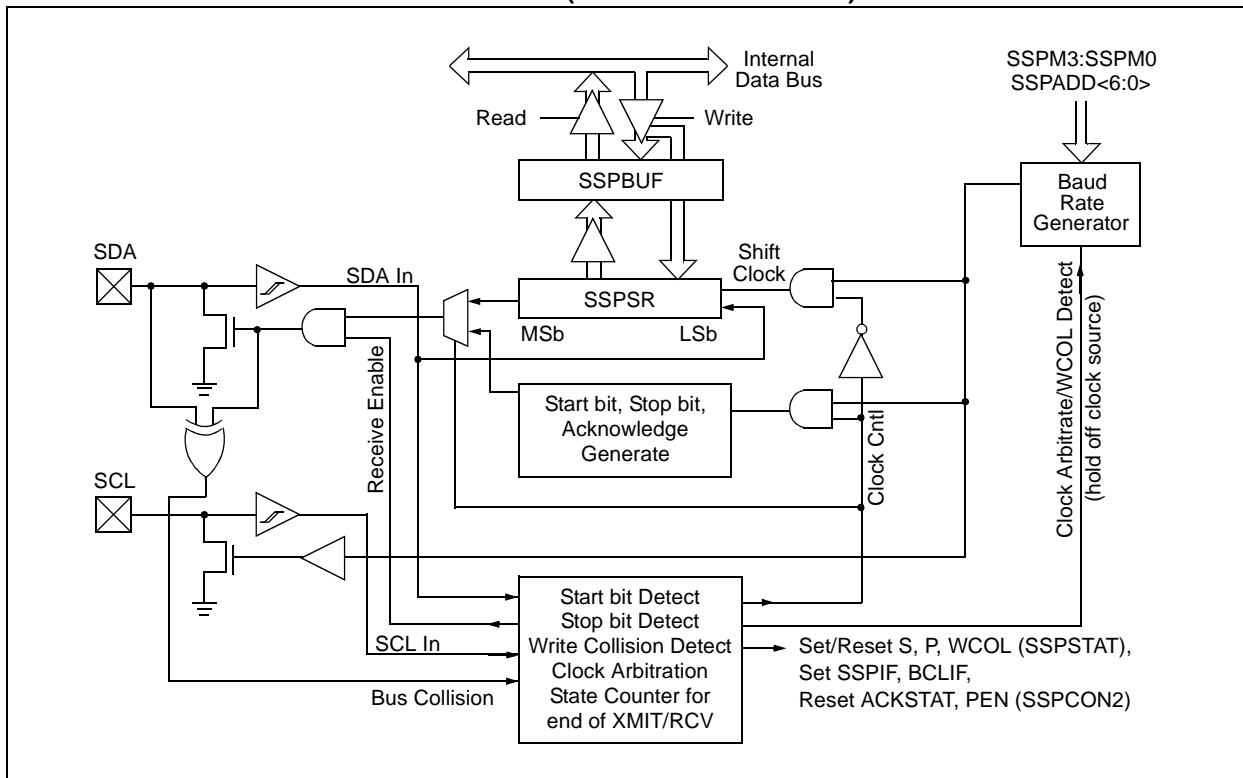 Internal
Data Bus
Read
Write
SSPM3:SSPM0
SSPADD<6:0>
SSPBUF
Baud
Rate
Generator
SDA
SDA In
Shift
Clock
SSPSR
MSb
LSb
Start bit, Stop bit,
Acknowledge
Generate
Receive Enable
Clock Cntl
Clock Arbitrate/WCOL Detect
(hold off clock source)
SCL
SCL In
Bus Collision
Start bit Detect
Stop bit Detect
Write Collision Detect
Clock Arbitration
State Counter for
end of XMIT/RCV
Set/Reset S, P, WCOL (SSPSTAT),
Set SSPIF, BCLIF,
Reset ACKSTAT, PEN (SSPCON2)